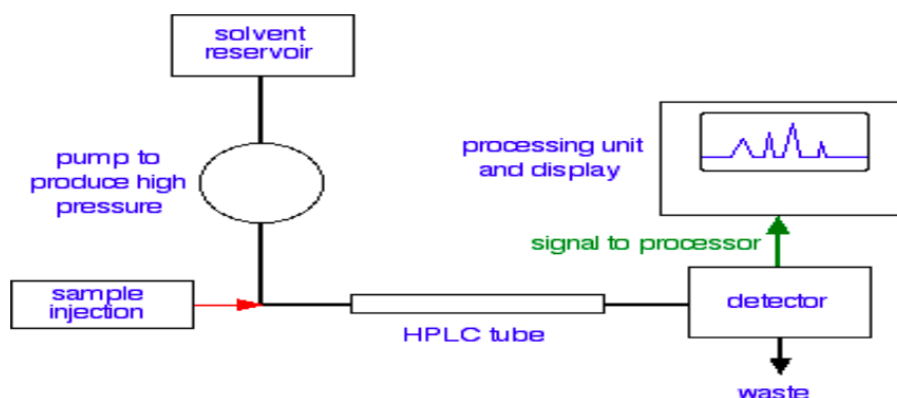 solvent
reservoir
pump to
produce high
pressure
processing unit
and display
signal to processor
sample
injection
HPLC tube
detector
waste